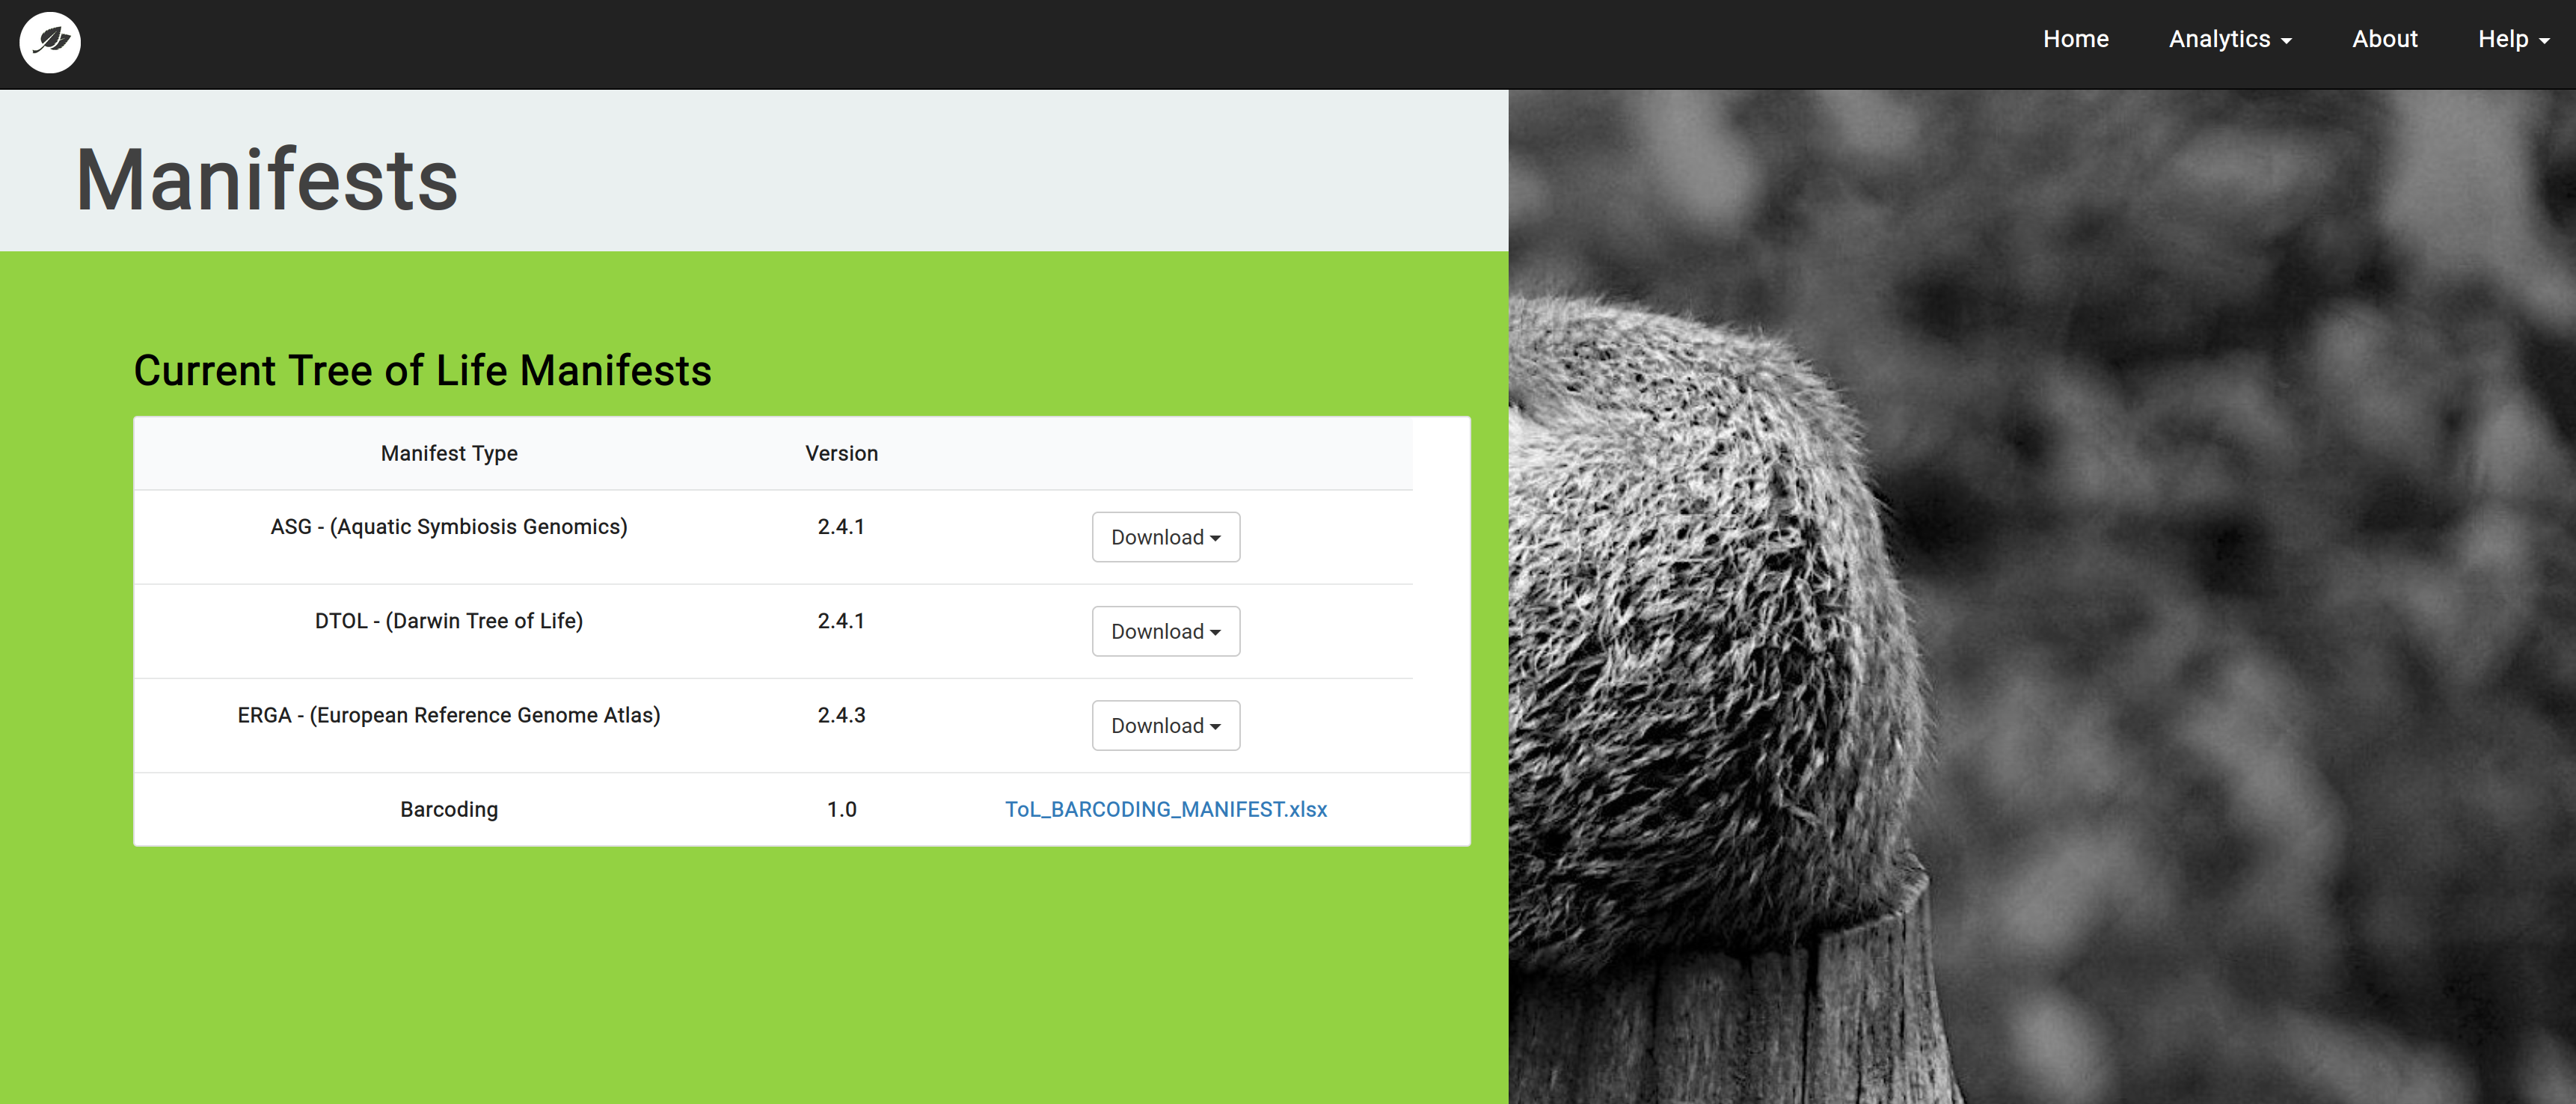 Home Analytics About Help
Manifests
Current Tree of Life Manifests
Manifest Type Version
ASG - (Aquatic Symbiosis Genomics) 2.4.1 Download
DTOL - (Darwin Tree of Life) 2.4.1 Download
ERGA - (European Reference Genome Atlas) 2.4.3 Download
Barcoding 1.0 ToL_BARCODING_MANIFEST.xlsx